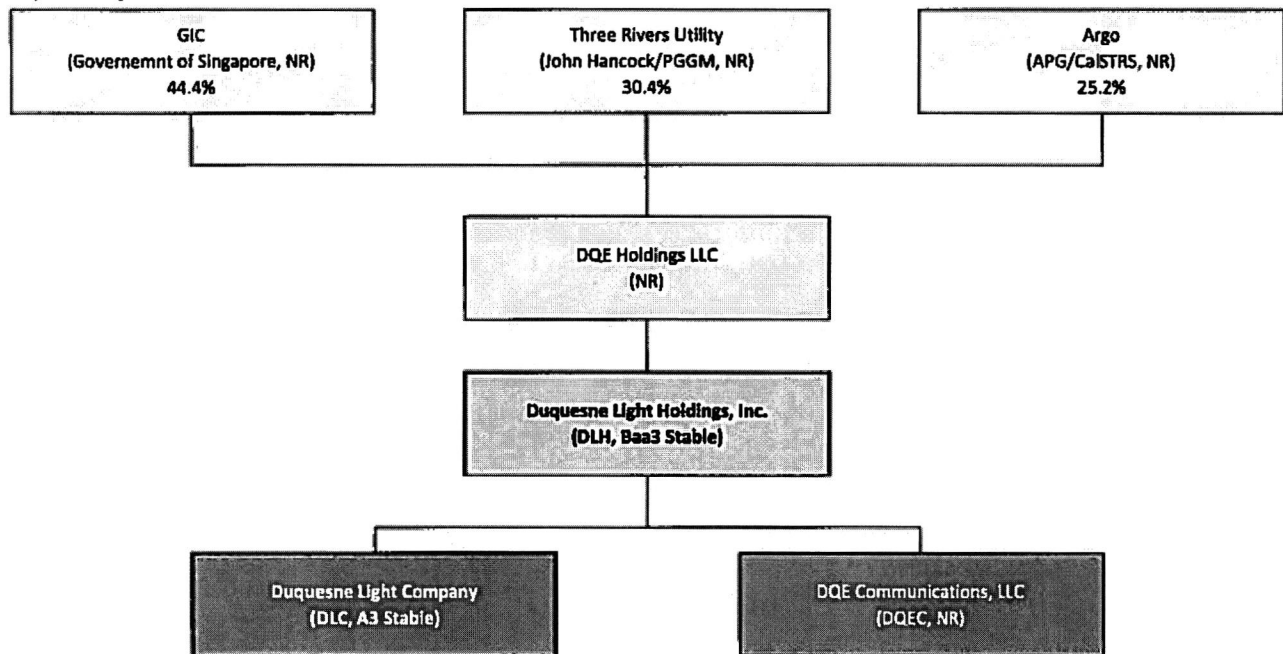 GIC
(Governemnt of Singapore, NR)
44.4%
Three Rivers Utility
(John Hancock/PGGM, NR)
30.4%
Argo
(APG/CalSTRS, NR)
25.2%
DQE Holdings LLC
(NR)
Duquesne Light Holdings, Inc.
(DLH, Baa3 Stable)
Duquesne Light Company
(DLC, A3 Stable)
DQE Communications, LLC
(DQEC, NR)